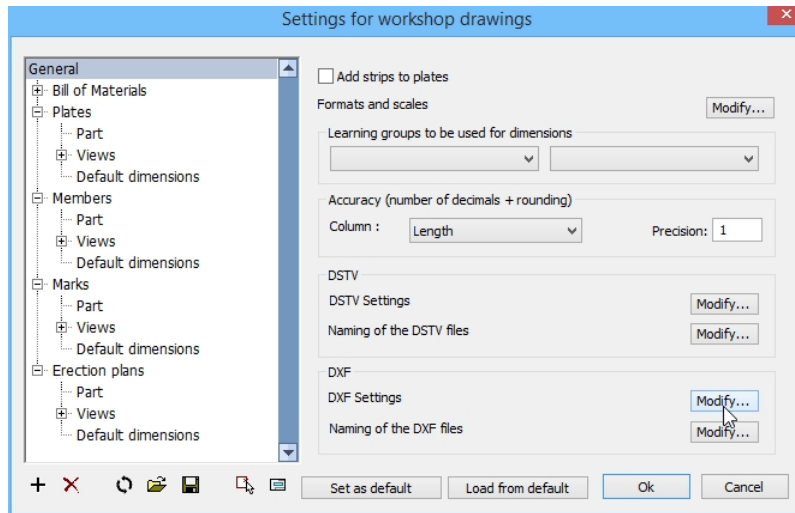 Settings for workshop drawings
General
Bill of Materials
Plates
Part
Views
Default dimensions
Members
Part
Views
Default dimensions
Marks
Part
Views
Default dimensions
Erection plans
Part
Views
Default dimensions
Add strips to plates
Formats and scales Modify...
Learning groups to be used for dimensions
Accuracy (number of decimals + rounding)
Column : Length Precision: 1
DSTV
DSTV Settings Modify...
Naming of the DSTV files Modify...
DXF
DXF Settings Modify...
Naming of the DXF files Modify...
Set as default Load from default Ok Cancel